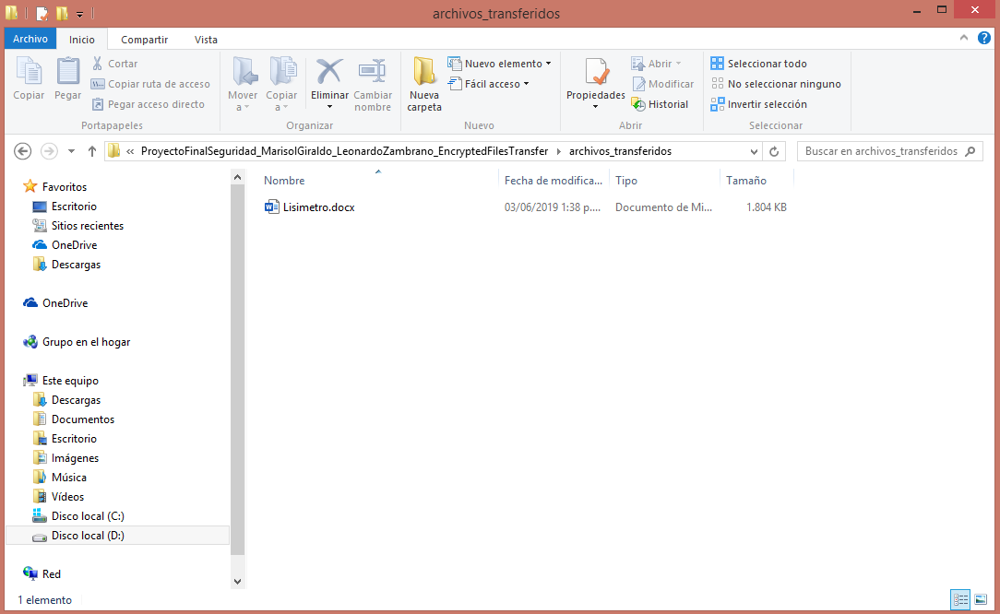 archivos_transferidos
Archivo Inicio Compartir Vista
Copiar
Pegar
Cortar
Copiar ruta de acceso
Pegar acceso directo
Portapapeles
Mover a
Copiar a
Eliminar
Cambiar nombre
Organizar
Nueva carpeta
Nuevo elemento
Fácil acceso
Nuevo
Propiedades
Abrir
Modificar
Historial
Abrir
Seleccionar todo
No seleccionar ninguno
Invertir selección
Seleccionar
« ProyectoFinalSeguridad_MarisolGiraldo_LeonardoZambrano_EncryptedFilesTransfer archivos_transferidos
Buscar en archivos_transferidos
Favoritos
Escritorio
Sitios recientes
OneDrive
Descargas
OneDrive
Grupo en el hogar
Este equipo
Descargas
Documentos
Escritorio
Imágenes
Música
Vídeos
Disco local (C:)
Disco local (D:)
Red
Nombre Fecha de modifica... Tipo Tamaño
Lisimetro.docx 03/06/2019 1:38 p.... Documento de Mi... 1.804 KB
1 elemento